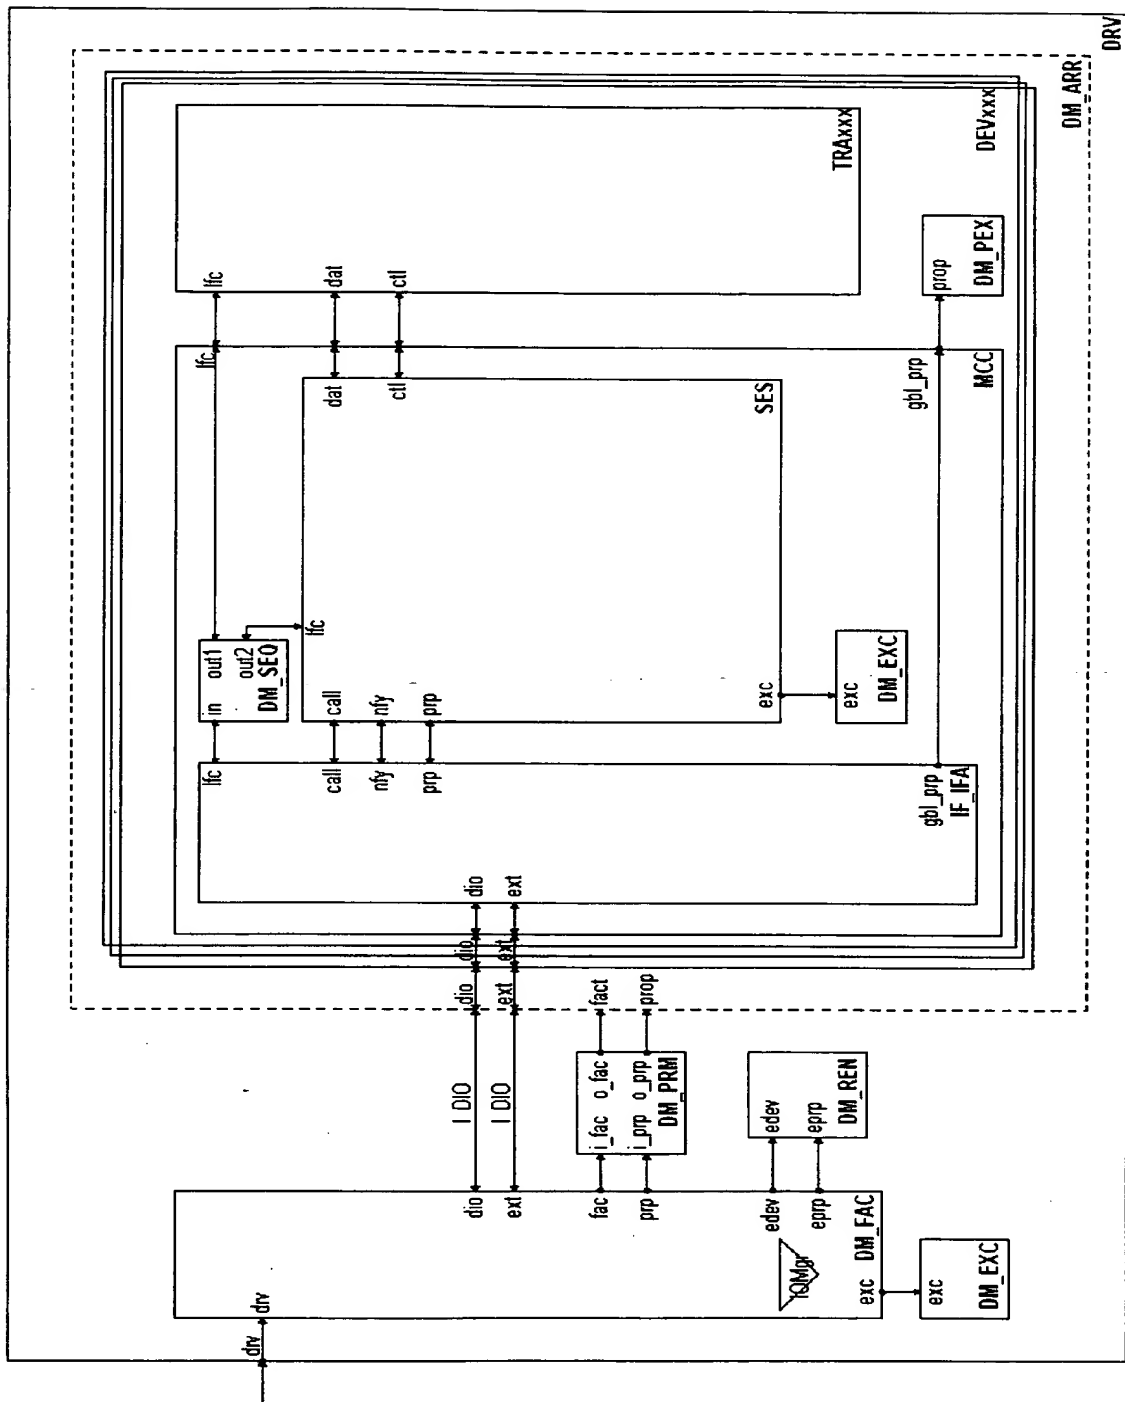 DRV
DM_ARR
DEVxxx
TRAxxx
lfc
dat
ctl
prop
DM_PEX
lfc
gbl_prp
MCC
dat
ctl
SES
out1
out2
in
DM_SEQ
lfc
call
nfy
prp
exc
exc
DM_EXC
lfc
call
nfy
prp
gbl_prp
IF_IFA
dio
ext
dio
ext
dio
ext
fact
prop
I_DIO
I_DIO
i_fac o_fac
i_prp o_prp
DM_PRM
edev
eprp
DM_REN
dio
ext
fac
prp
edev
eprp
IOMgr
exc
DM_FAC
exc
DM_EXC
drv
drv